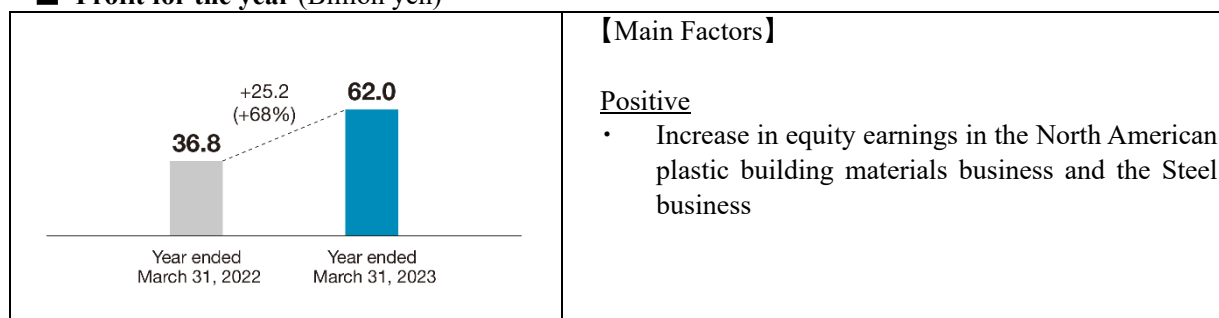 ■ Profit for the year (Billion yen)
+25.2
(+68%)
36.8
62.0
Year ended
March 31, 2022
Year ended
March 31, 2023
【Main Factors】
Positive
・ Increase in equity earnings in the North American
plastic building materials business and the Steel
business